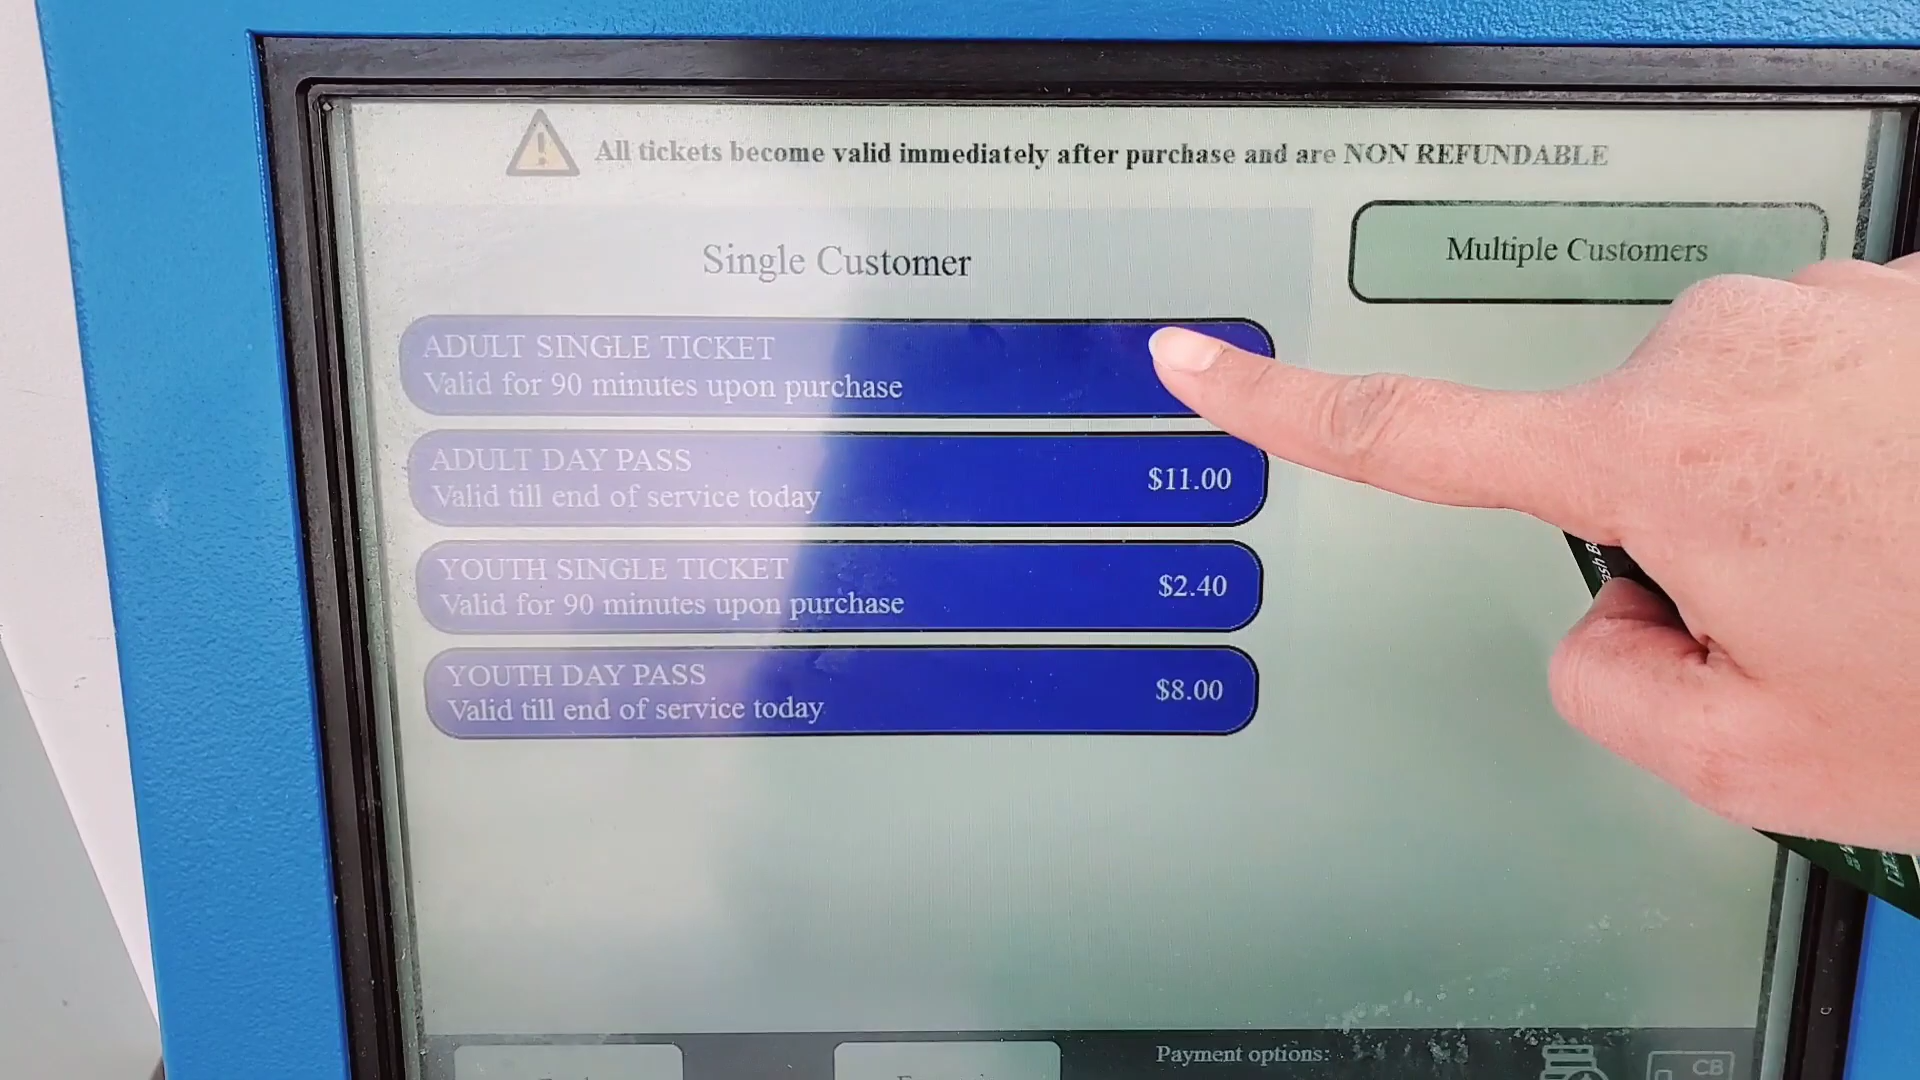 All tickets become valid immediately after purchase and are NON REFUNDABLE
Single Customer
Multiple Customers
ADULT SINGLE TICKET
Valid for 90 minutes upon purchase
ADULT DAY PASS
Valid till end of service today
$11.00
YOUTH SINGLE TICKET
Valid for 90 minutes upon purchase
$2.40
YOUTH DAY PASS
Valid till end of service today
$8.00
Payment options:
CB